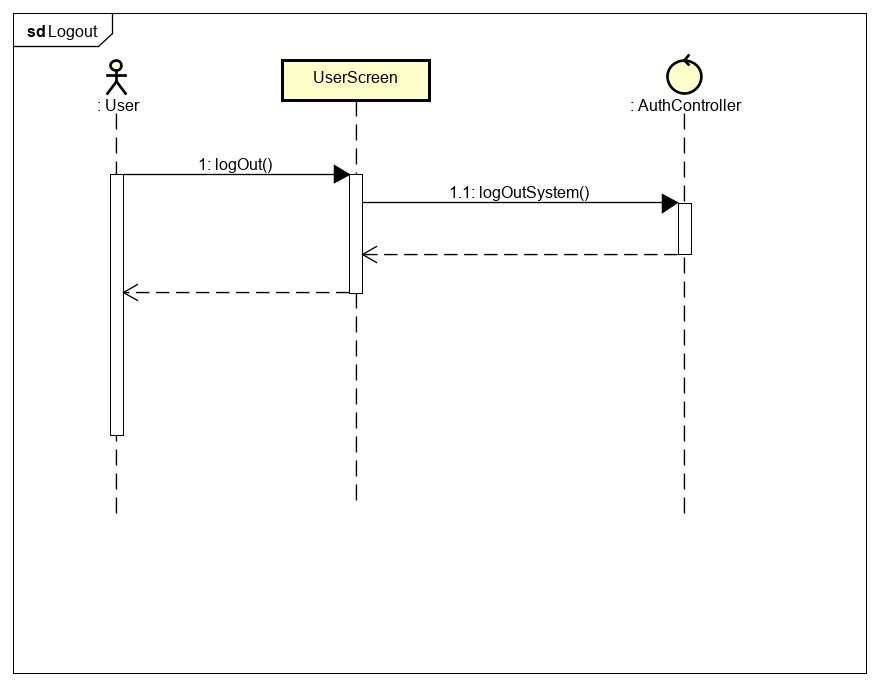 sd Logout
: User
UserScreen
: AuthController
1: logOut()
1.1: logOutSystem()